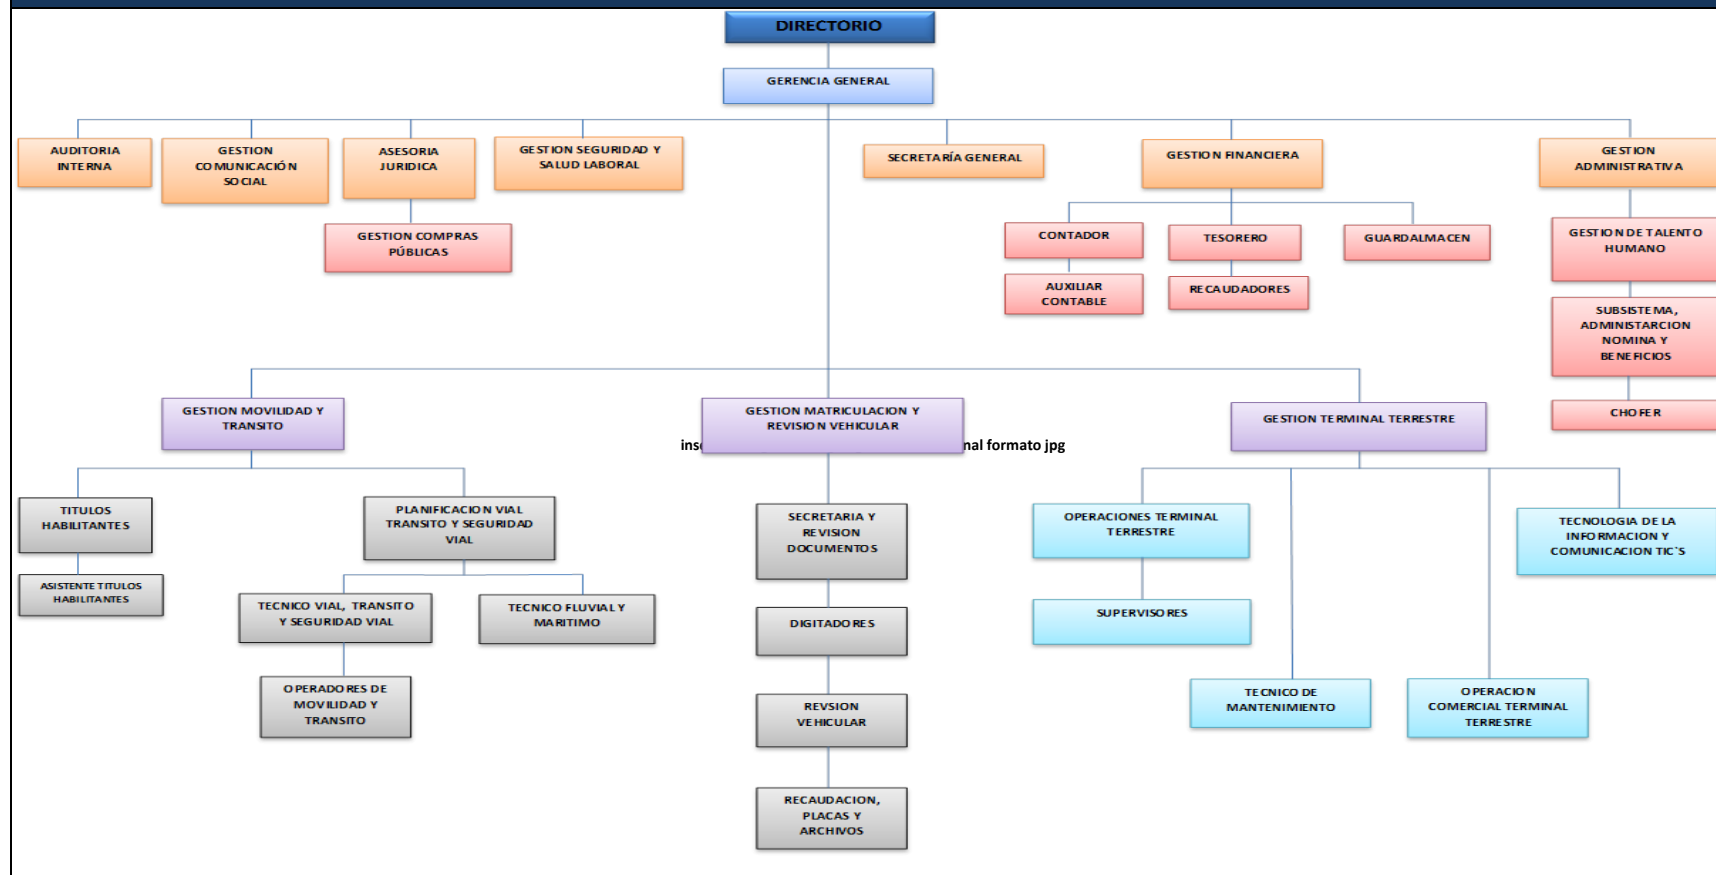 DIRECTORIO
GERENCIA GENERAL
AUDITORIA
INTERNA
GESTION
COMUNICACIÓN
SOCIAL
ASESORIA
JURIDICA
GESTION SEGURIDAD Y
SALUD LABORAL
SECRETARÍA GENERAL
GESTION FINANCIERA
GESTION
ADMINISTRATIVA
GESTION COMPRAS
PÚBLICAS
CONTADOR
TESORERO
GUARDALMACEN
GESTION DE TALENTO
HUMANO
AUXILIAR
CONTABLE
RECAUDADORES
SUBSISTEMA,
ADMINISTARCION
NOMINA Y
BENEFICIOS
CHOFER
GESTION MOVILIDAD Y
TRANSITO
GESTION MATRICULACION Y
REVISION VEHICULAR
GESTION TERMINAL TERRESTRE
formato jpg
TITULOS
HABILITANTES
PLANIFICACION VIAL
TRANSITO Y SEGURIDAD
VIAL
SECRETARIA Y
REVISION
DOCUMENTOS
OPERACIONES TERMINAL
TERRESTRE
TECNOLOGIA DE LA
INFORMACION Y
COMUNICACION TIC`S
ASISTENTE TITULOS
HABILITANTES
TECNICO VIAL, TRANSITO
Y SEGURIDAD VIAL
TECNICO FLUVIAL Y
MARITIMO
DIGITADORES
SUPERVISORES
OPERADORES DE
MOVILIDAD Y
TRANSITO
REVSION
VEHICULAR
TECNICO DE
MANTENIMIENTO
OPERACION
COMERCIAL TERMINAL
TERRESTRE
RECAUDACION,
PLACAS Y
ARCHIVOS